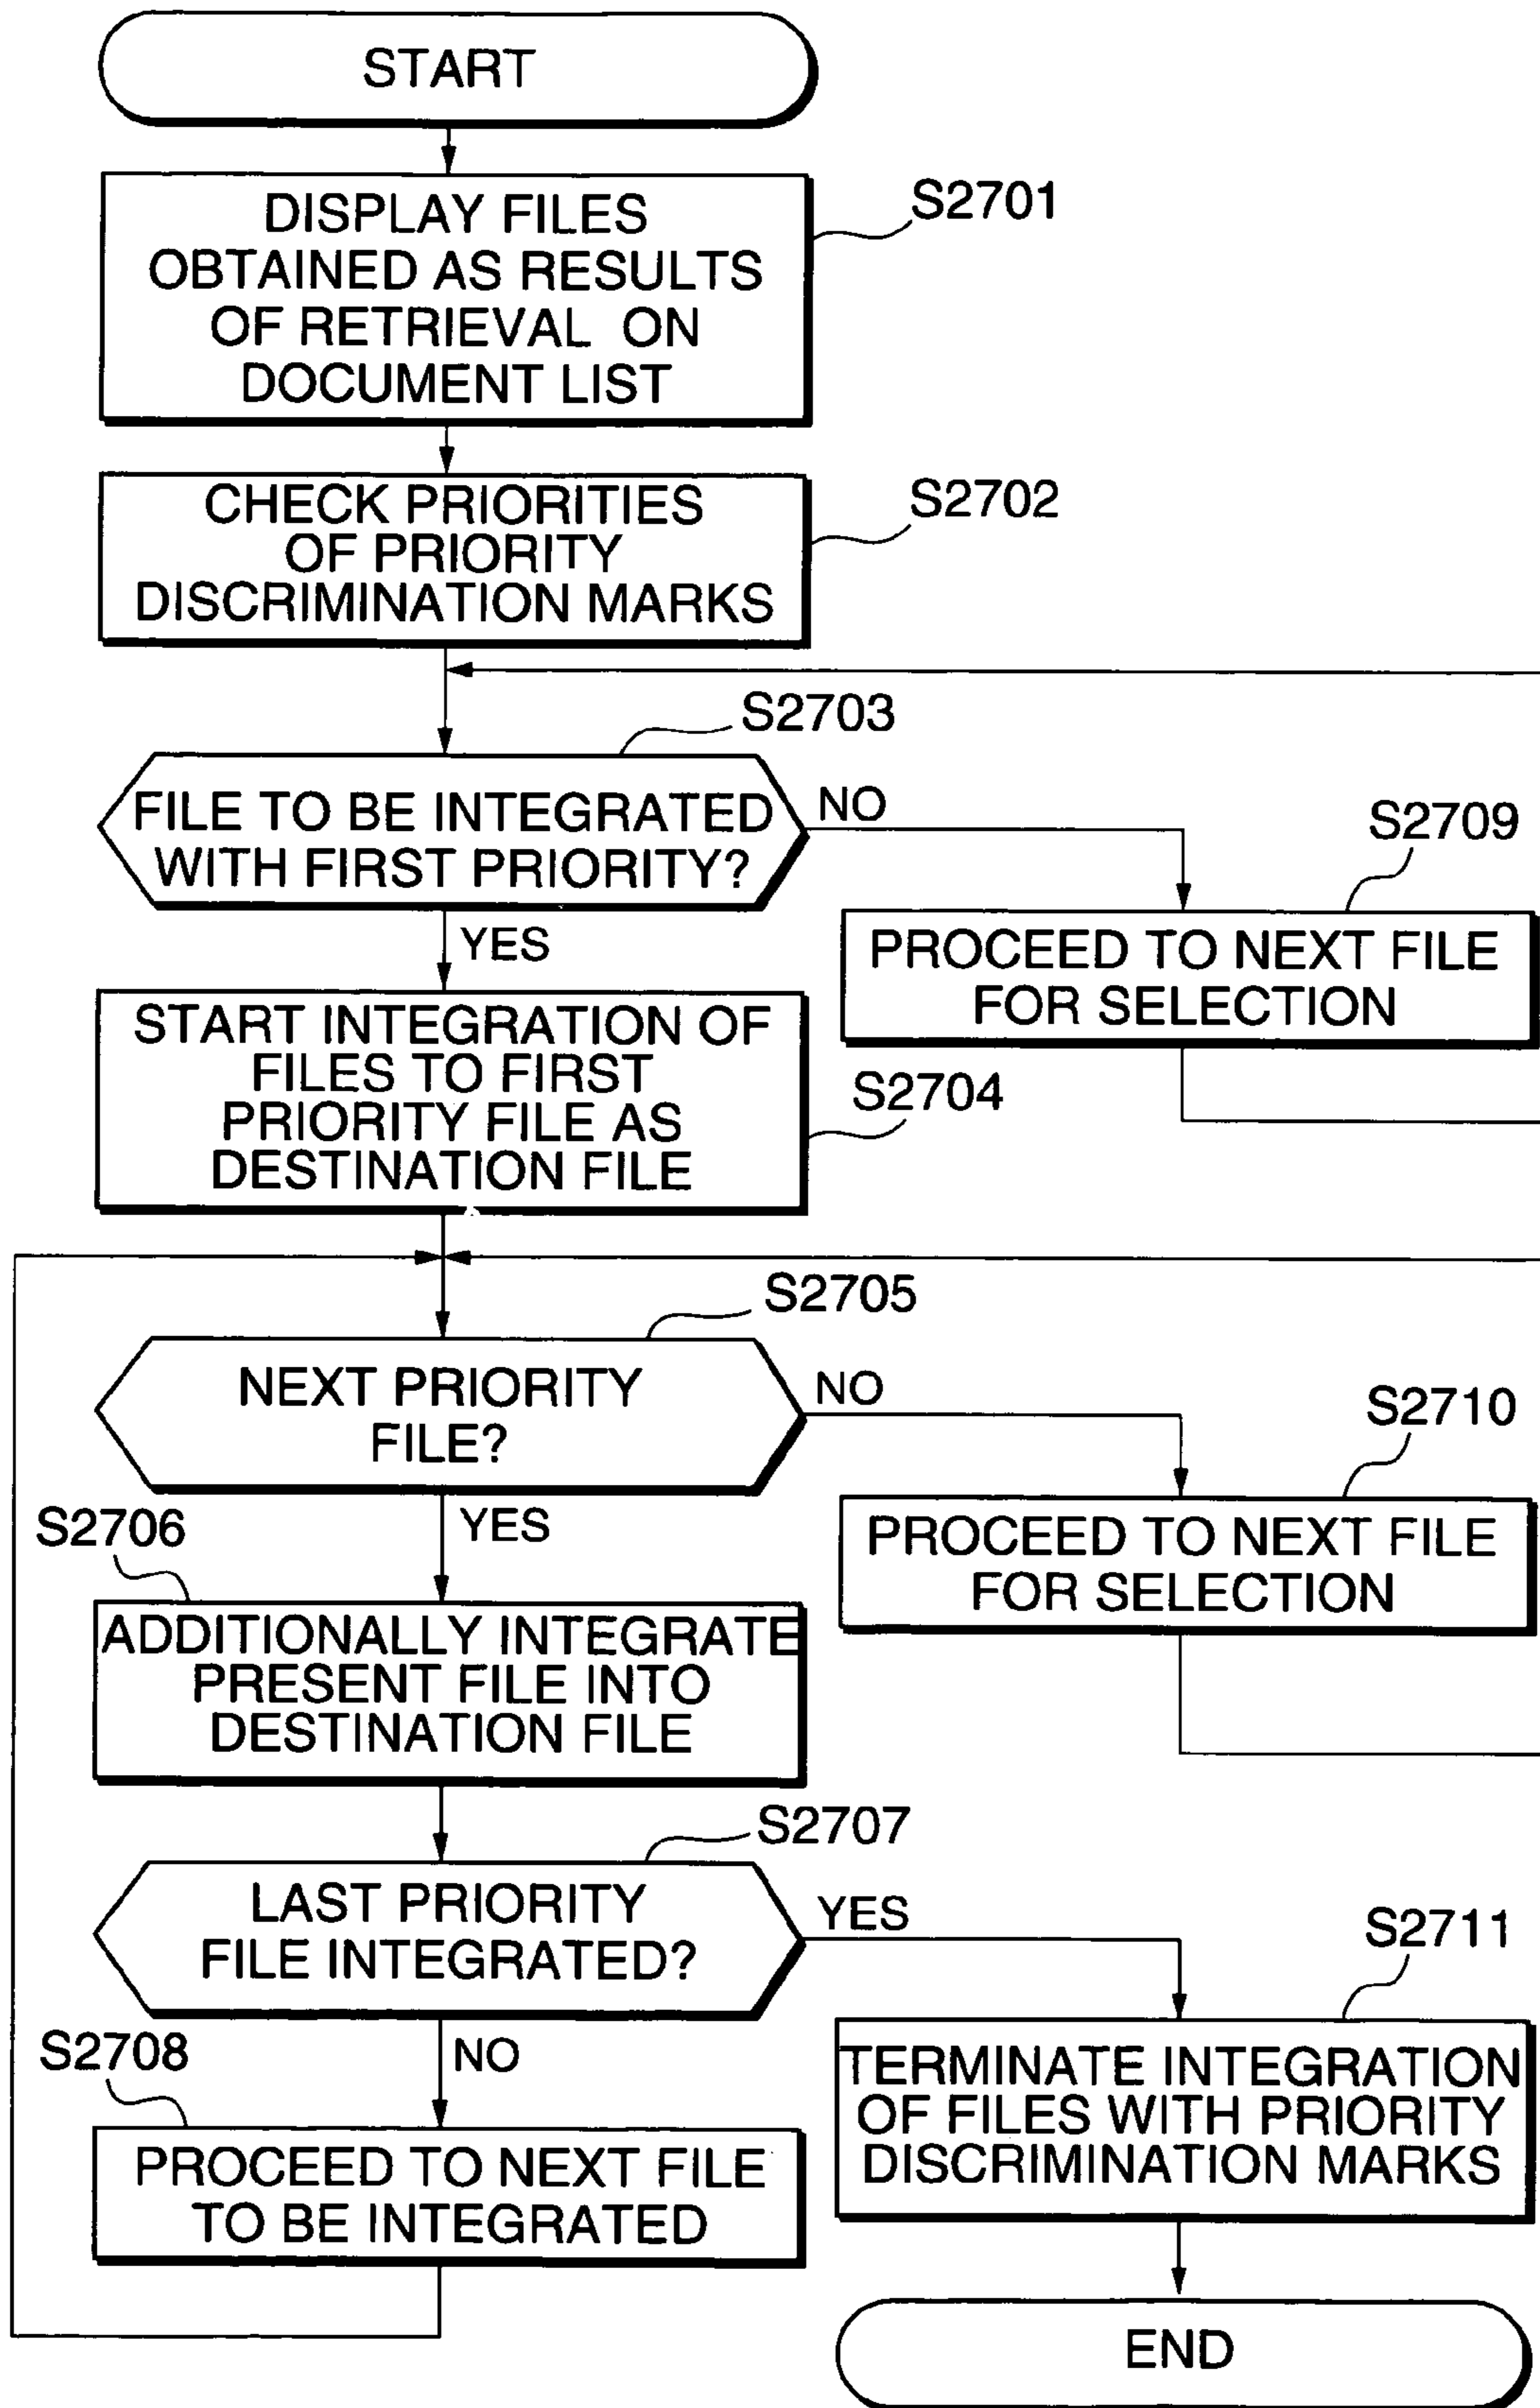 START
DISPLAY FILES
OBTAINED AS RESULTS
OF RETRIEVAL ON
DOCUMENT LIST
S2701
CHECK PRIORITIES
OF PRIORITY
DISCRIMINATION MARKS
S2702
S2703
FILE TO BE INTEGRATED
WITH FIRST PRIORITY?
NO
YES
S2709
PROCEED TO NEXT FILE
FOR SELECTION
START INTEGRATION OF
FILES TO FIRST
PRIORITY FILE AS
DESTINATION FILE
S2704
S2705
NEXT PRIORITY
FILE?
NO
YES
S2710
PROCEED TO NEXT FILE
FOR SELECTION
S2706
ADDITIONALLY INTEGRATE
PRESENT FILE INTO
DESTINATION FILE
S2707
LAST PRIORITY
FILE INTEGRATED?
YES
NO
S2711
TERMINATE INTEGRATION
OF FILES WITH PRIORITY
DISCRIMINATION MARKS
S2708
PROCEED TO NEXT FILE
TO BE INTEGRATED
END